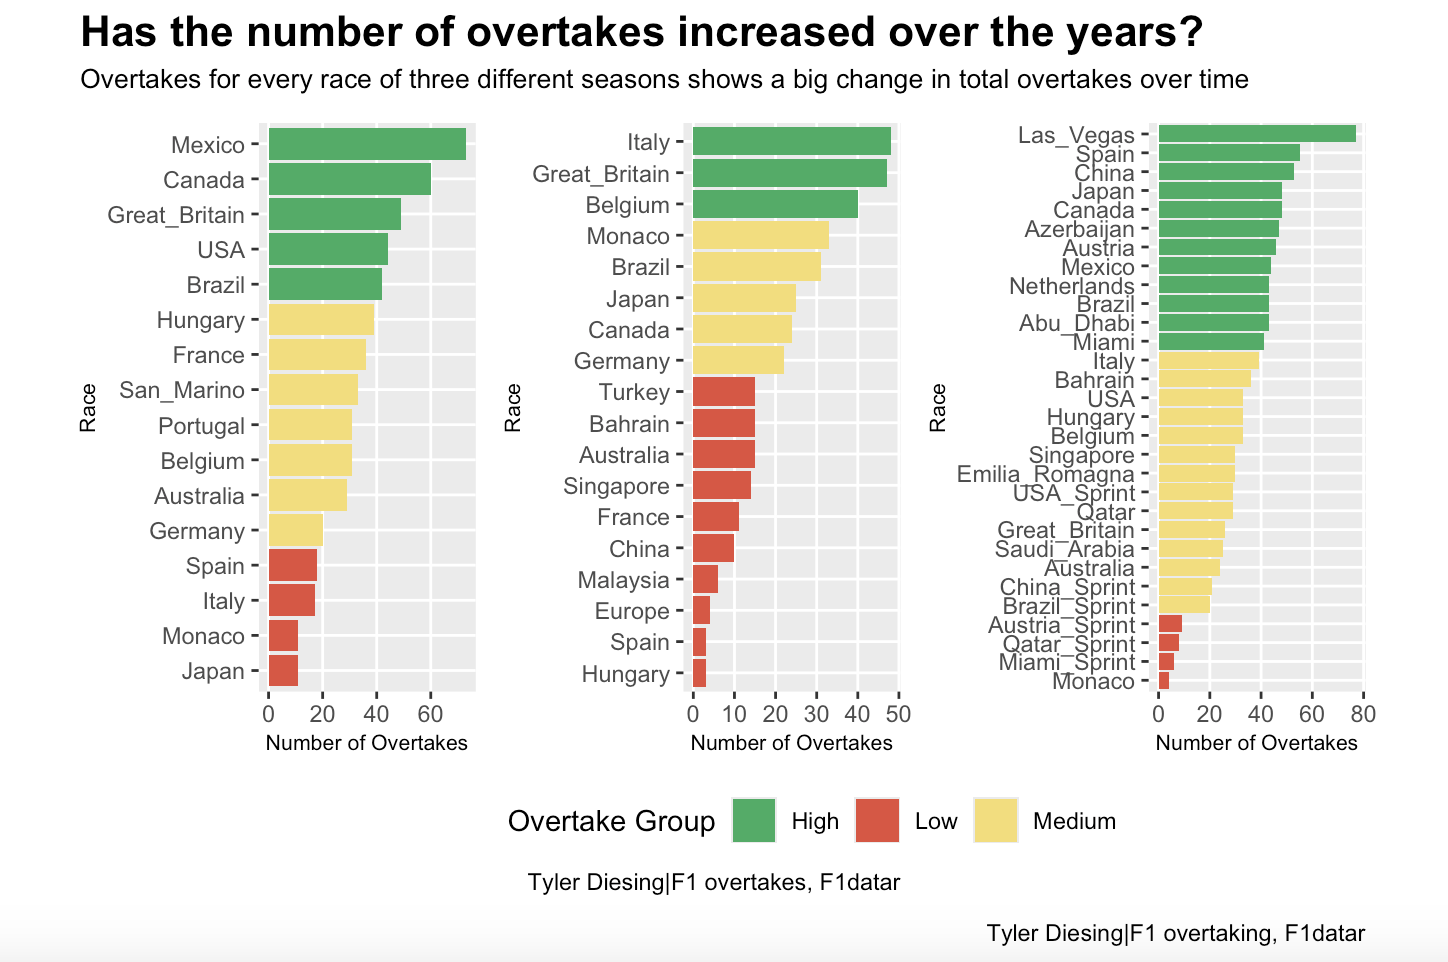 Has the number of overtakes increased over the years?
Overtakes for every race of three different seasons shows a big change in total overtakes over time
Race
Mexico
Canada
Great_Britain
USA
Brazil
Hungary
France
San_Marino
Portugal
Belgium
Australia
Germany
Spain
Italy
Monaco
Japan
0 20 40 60
Number of Overtakes
Race
Italy
Great_Britain
Belgium
Monaco
Brazil
Japan
Canada
Germany
Turkey
Bahrain
Australia
Singapore
France
China
Malaysia
Europe
Spain
Hungary
0 10 20 30 40 50
Number of Overtakes
Race
Las_Vegas
Spain
China
Japan
Canada
Azerbaijan
Austria
Mexico
Netherlands
Brazil
Abu_Dhabi
Miami
Italy
Bahrain
USA
Hungary
Belgium
Singapore
Emilia_Romagna
USA_Sprint
Qatar
Great_Britain
Saudi_Arabia
Australia
China_Sprint
Brazil_Sprint
Austria_Sprint
Qatar_Sprint
Miami_Sprint
Monaco
0 20 40 60 80
Number of Overtakes
Overtake Group High Low Medium
Tyler Diesing|F1 overtakes, F1datar
Tyler Diesing|F1 overtaking, F1datar